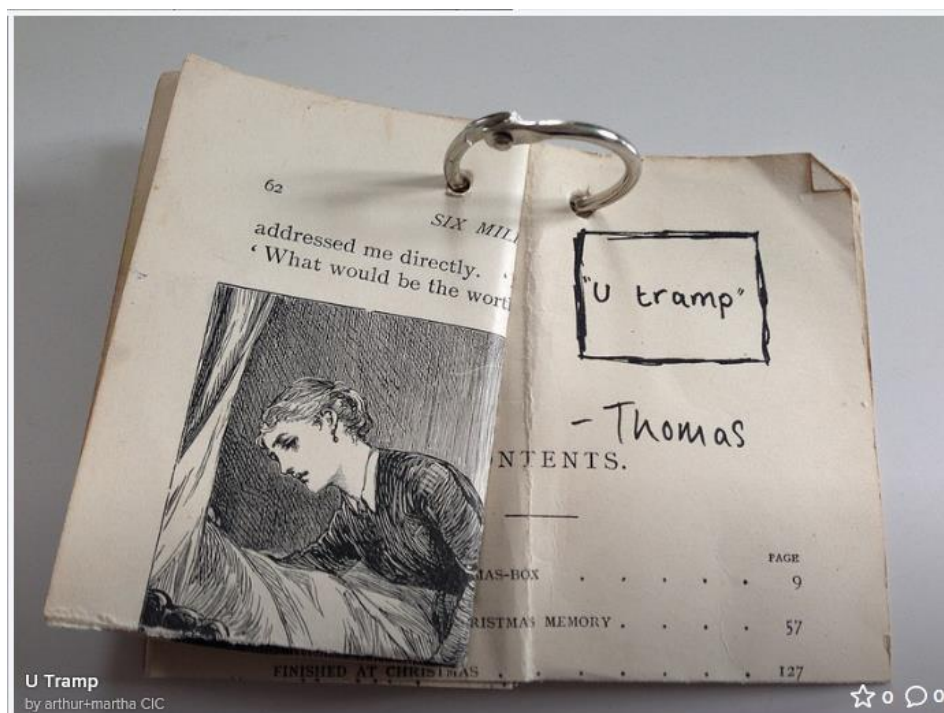 62
SIX MIL
addressed me directly.
‘ What would be the wort
"U tramp"
- Thomas
NTENTS.
PAGE
AS-BOX . . . . . 9
RISTMAS MEMORY . . . . 57
FINISHED AT CHRISTMAS . . . . . 127
U Tramp
by arthur+martha CIC
0 0